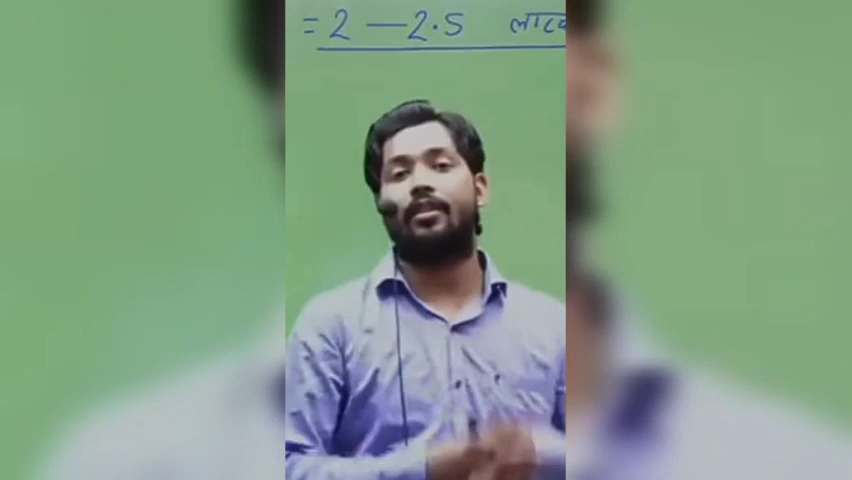 = 2 — 2.5